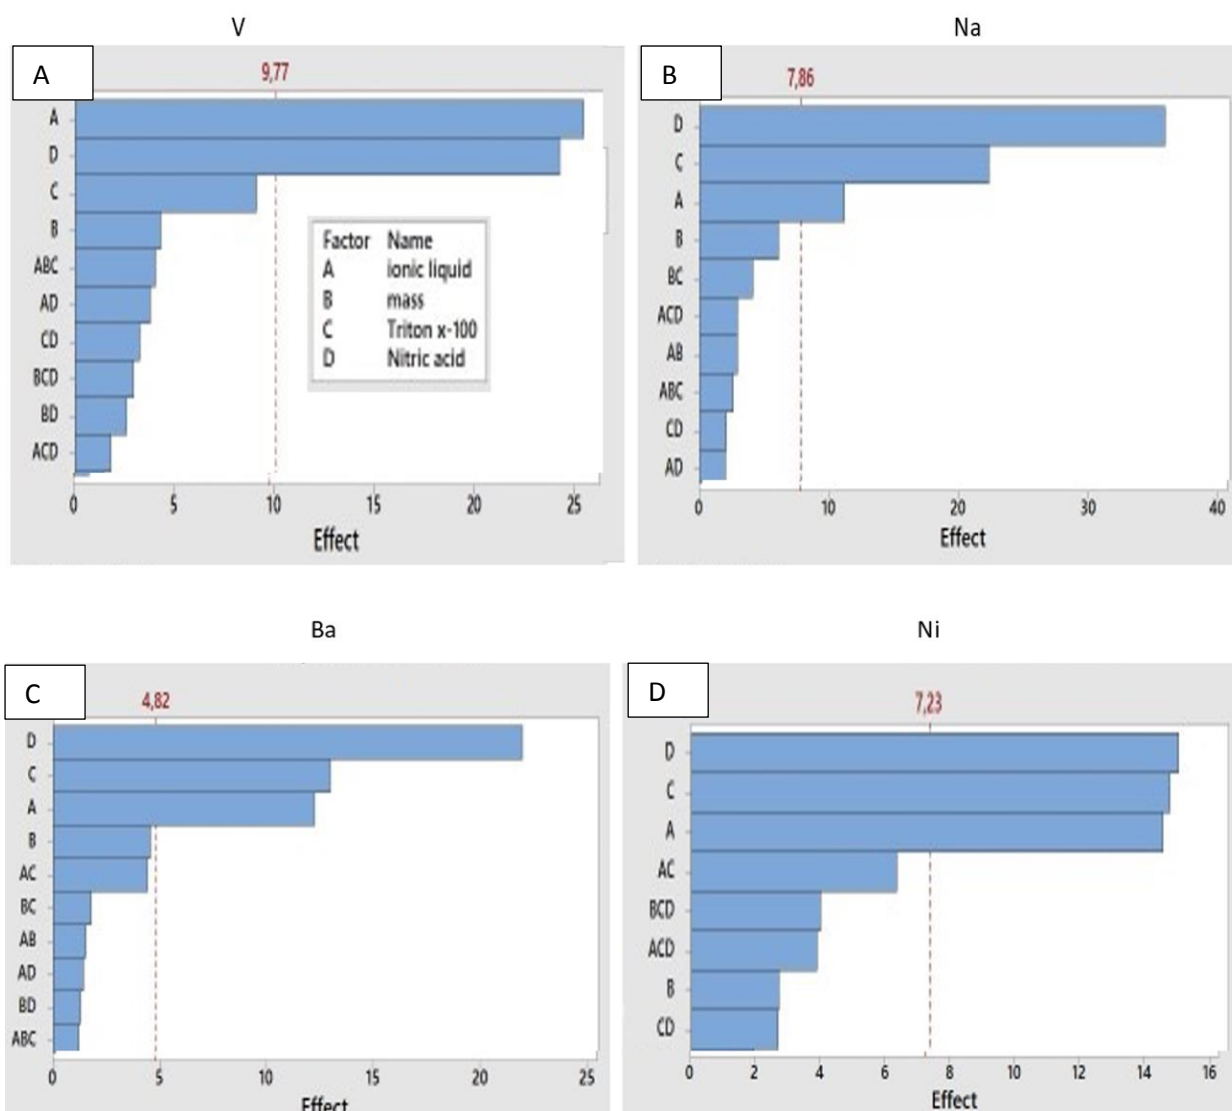 V
A
9,77
A
D
C
B
ABC
AD
CD
BCD
BD
ACD
Factor Name
A ionic liquid
B mass
C Triton x-100
D Nitric acid
0 5 10 15 20 25
Effect
Na
B
7,86
D
C
A
B
BC
ACD
AB
ABC
CD
AD
0 10 20 30 40
Effect
Ba
C
4,82
D
C
A
B
AC
BC
AB
AD
BD
ABC
0 5 10 15 20 25
Effect
Ni
D
7,23
D
C
A
AC
BCD
ACD
B
CD
0 2 4 6 8 10 12 14 16
Effect